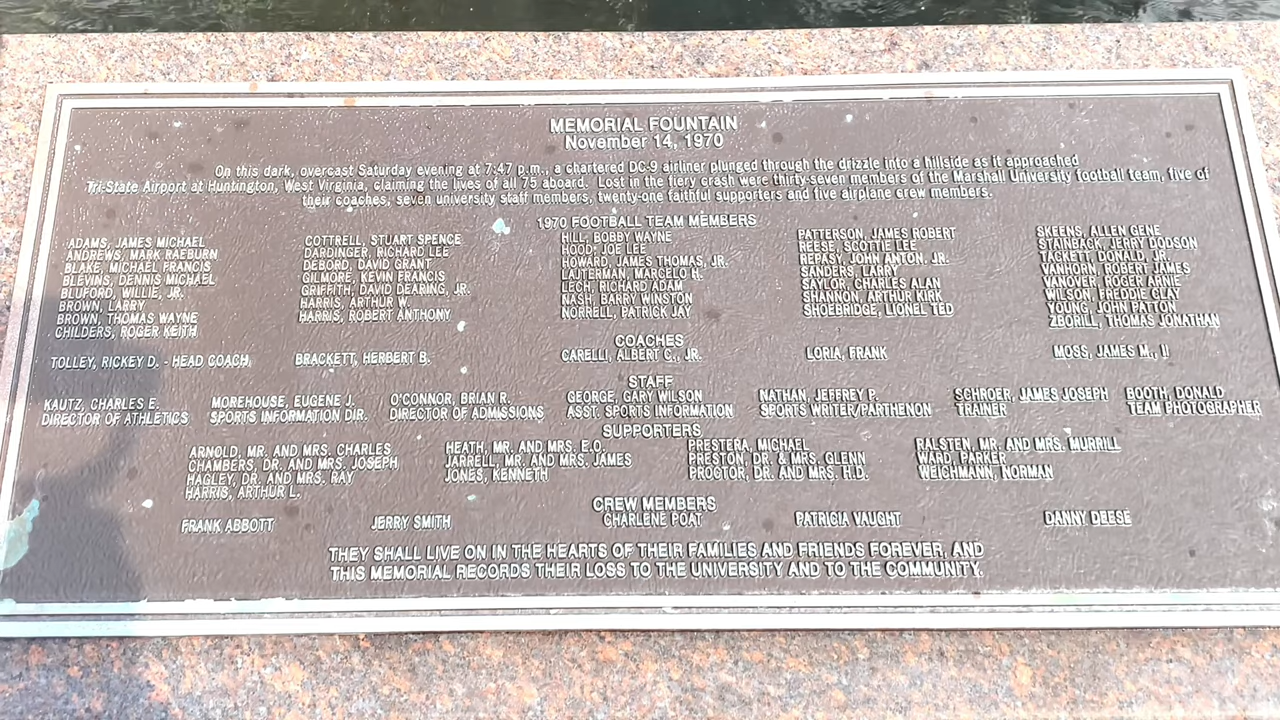 MEMORIAL FOUNTAIN
November 14, 1970
On this dark, overcast Saturday evening at 7:47 p.m., a chartered DC-9 airliner plunged through the drizzle into a hillside as it approached
Tri-State Airport at Huntington, West Virginia, claiming the lives of all 75 aboard. Lost in the fiery crash were thirty-seven members of the Marshall University football team, five of
their coaches, seven university staff members, twenty-one faithful supporters and five airplane crew members.
1970 FOOTBALL TEAM MEMBERS
ADAMS, JAMES MICHAEL
ANDREWS, MARK RAEBURN
BLAKE, MICHAEL FRANCIS
BLEVINS, DENNIS MICHAEL
BLUFORD, WILLIE, JR.
BROWN, LARRY
BROWN, THOMAS WAYNE
CHILDERS, ROGER KEITH
COTTRELL, STUART SPENCE
DARDINGER, RICHARD LEE
DEBORD, DAVID GRANT
GILMORE, KEVIN FRANCIS
GRIFFITH, DAVID DEARING, JR.
HARRIS, ARTHUR W.
HARRIS, ROBERT ANTHONY
HILL, BOBBY WAYNE
HOOD, JOE LEE
HOWARD, JAMES THOMAS, JR.
LAJTERMAN, MARCELO H.
LECH, RICHARD ADAM
NASH, BARRY WINSTON
NORRELL, PATRICK JAY
PATTERSON, JAMES ROBERT
REESE, SCOTTIE LEE
REPASY, JOHN ANTON, JR.
SANDERS, LARRY
SAYLOR, CHARLES ALAN
SHANNON, ARTHUR KIRK
SHOEBRIDGE, LIONEL TED
SKEENS, ALLEN GENE
STAINBACK, JERRY DODSON
TACKETT, DONALD, JR.
VANHORN, ROBERT JAMES
VANOVER, ROGER ARNIE
WILSON, FREDDIE CLAY
YOUNG, JOHN PATTON
ZBORILL, THOMAS JONATHAN
COACHES
TOLLEY, RICKEY D. - HEAD COACH
BRACKETT, HERBERT B.
CARELLI, ALBERT C., JR.
LORIA, FRANK
MOSS, JAMES M., II
STAFF
KAUTZ, CHARLES E.
DIRECTOR OF ATHLETICS
MOREHOUSE, EUGENE J.
SPORTS INFORMATION DIR.
O'CONNOR, BRIAN R.
DIRECTOR OF ADMISSIONS
GEORGE, GARY WILSON
ASST. SPORTS INFORMATION
NATHAN, JEFFREY P.
SPORTS WRITER/PARTHENON
SCHROER, JAMES JOSEPH
TRAINER
BOOTH, DONALD
TEAM PHOTOGRAPHER
SUPPORTERS
ARNOLD, MR. AND MRS. CHARLES
CHAMBERS, DR. AND MRS. JOSEPH
HAGLEY, DR. AND MRS. RAY
HARRIS, ARTHUR L.
HEATH, MR. AND MRS. E.O.
JARRELL, MR. AND MRS. JAMES
JONES, KENNETH
PRESTERA, MICHAEL
PRESTON, DR. & MRS. GLENN
PROCTOR, DR. AND MRS. H.D.
RALSTEN, MR. AND MRS. MURRILL
WARD, PARKER
WEICHMANN, NORMAN
CREW MEMBERS
FRANK ABBOTT
JERRY SMITH
CHARLENE POAT
PATRICIA VAUGHT
DANNY DEESE
THEY SHALL LIVE ON IN THE HEARTS OF THEIR FAMILIES AND FRIENDS FOREVER, AND
THIS MEMORIAL RECORDS THEIR LOSS TO THE UNIVERSITY AND TO THE COMMUNITY.